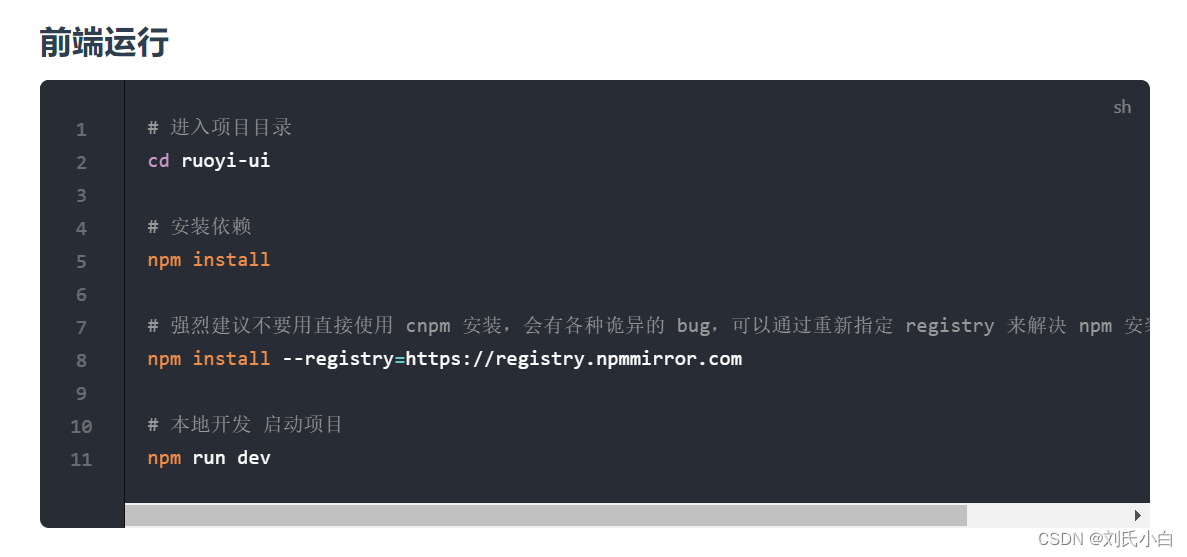 前端运行
sh
1 # 进入项目目录
2 cd ruoyi-ui
3
4 # 安装依赖
5 npm install
6
7 # 强烈建议不要用直接使用 cnpm 安装，会有各种诡异的 bug，可以通过重新指定 registry 来解决 npm 安
8 npm install --registry=https://registry.npmmirror.com
9
10 # 本地开发 启动项目
11 npm run dev
CSDN @刘氏小白